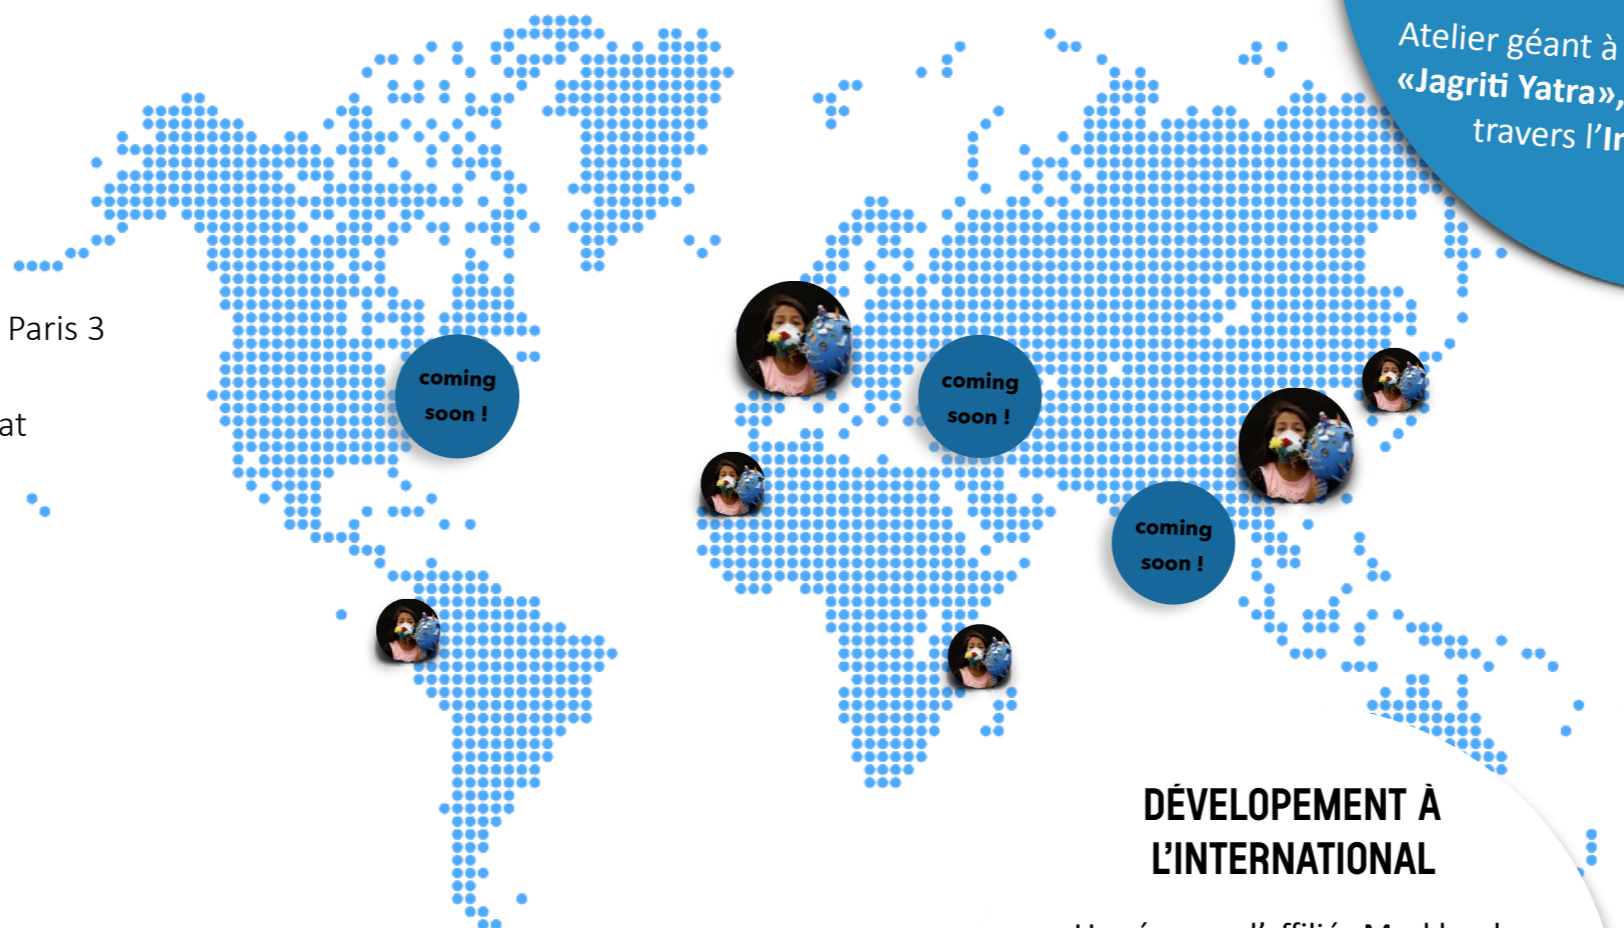 Atelier géant à
«Jagriti Yatra»,
travers l'
Paris 3
at
coming
soon !
coming
soon !
coming
soon !
DÉVELOPEMENT À
L'INTERNATIONAL